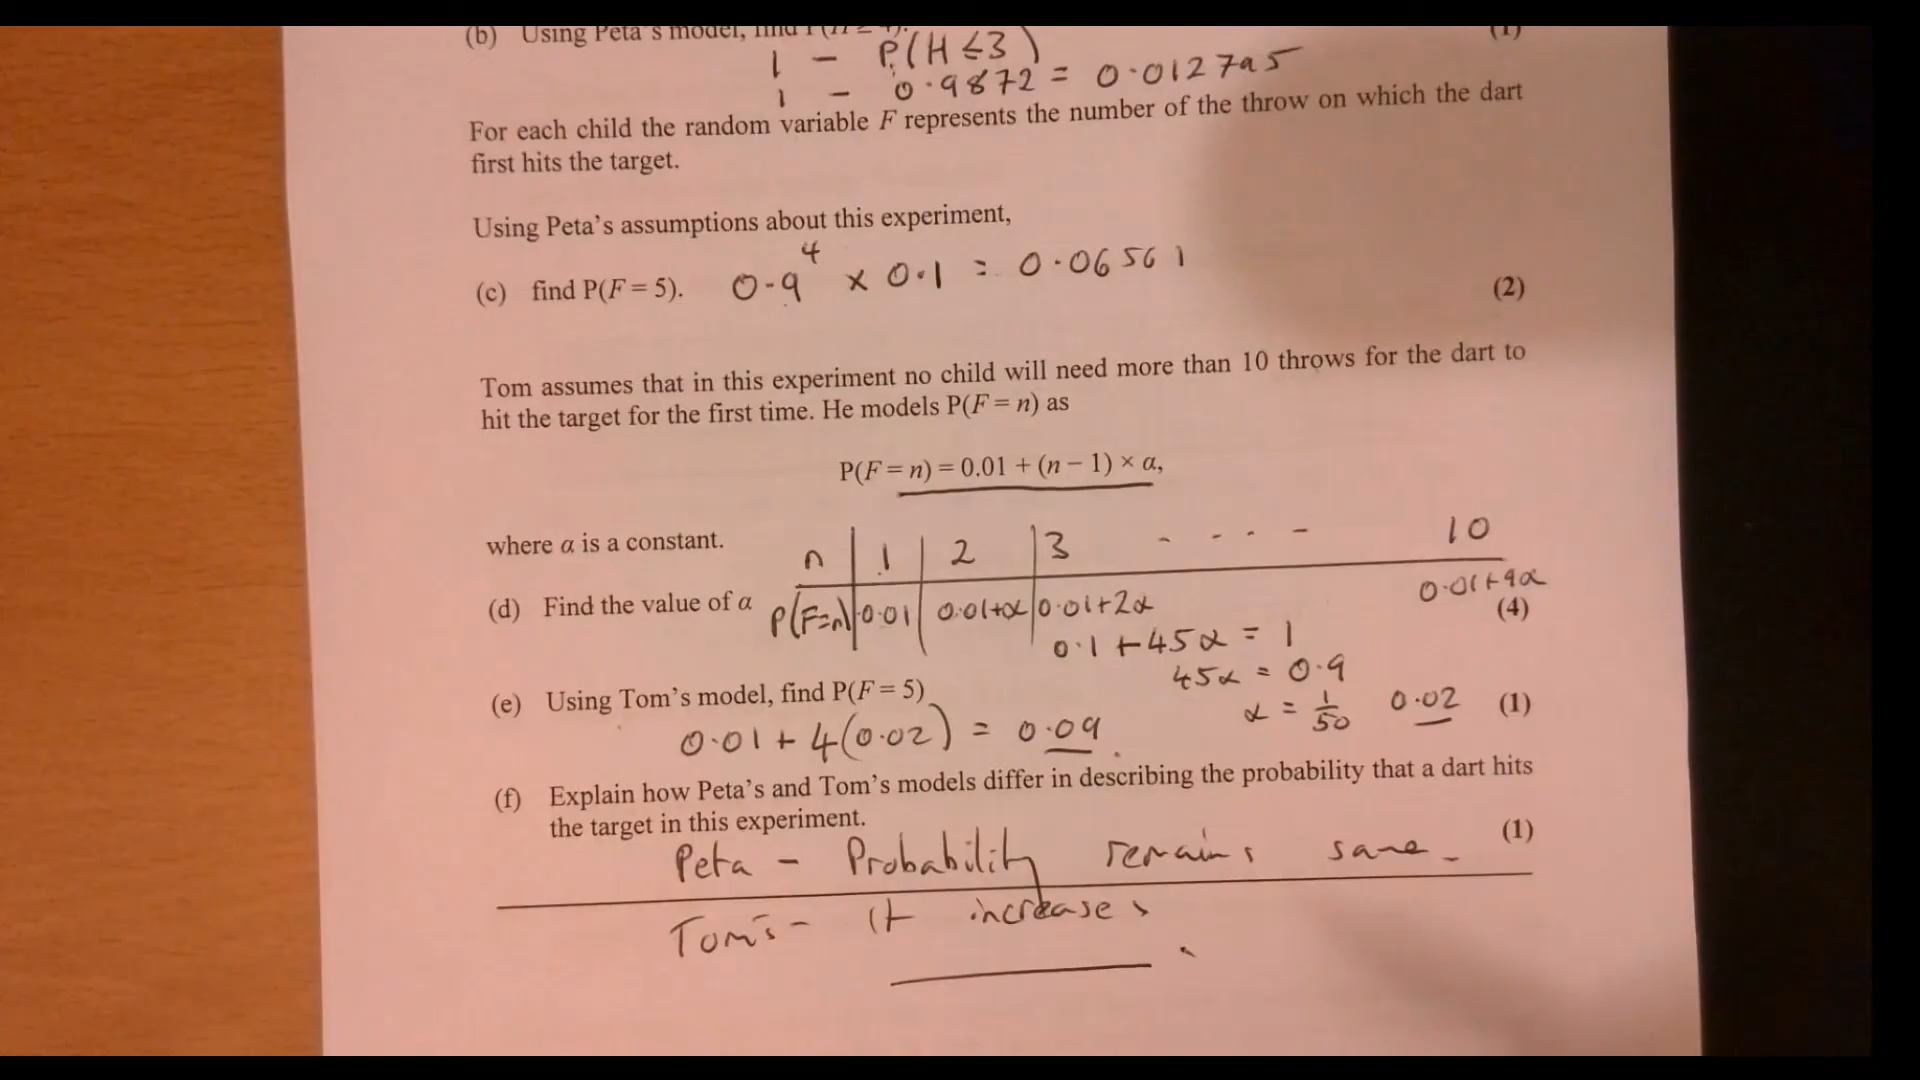 (b) Using Peta's model, find P(H ≥ 4).
(1)
1 - P(H ≤ 3)
1 - 0.9872 = 0.012795
For each child the random variable F represents the number of the throw on which the dart
first hits the target.
Using Peta's assumptions about this experiment,
(c) find P(F = 5). 0.9⁴ × 0.1 = 0.06561
(2)
Tom assumes that in this experiment no child will need more than 10 throws for the dart to
hit the target for the first time. He models P(F = n) as
P(F = n) = 0.01 + (n − 1) × α,
where α is a constant.
n | 1 | 2 | 3 - - - - 10
(d) Find the value of α
P(F=n) | 0.01 | 0.01+α | 0.01+2α 0.01+9α
(4)
0.1 + 45α = 1
45α = 0.9
(e) Using Tom's model, find P(F = 5)
α = 1/50 0.02 (1)
0.01 + 4(0.02) = 0.09
(f) Explain how Peta's and Tom's models differ in describing the probability that a dart hits
the target in this experiment.
(1)
Peta - Probability remains same.
Tom's - it increases